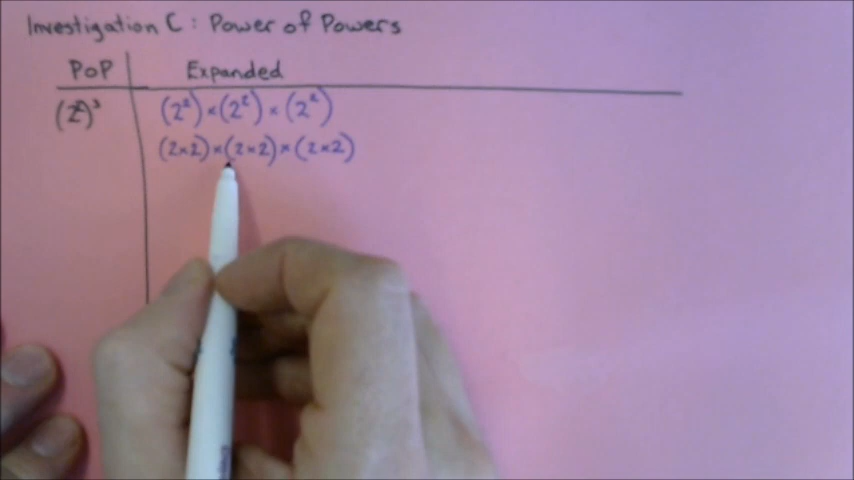 Investigation C: Power of Powers
PoP Expanded
(2²)³ (2²) × (2²) × (2²)
(2×2)×(2×2)×(2×2)